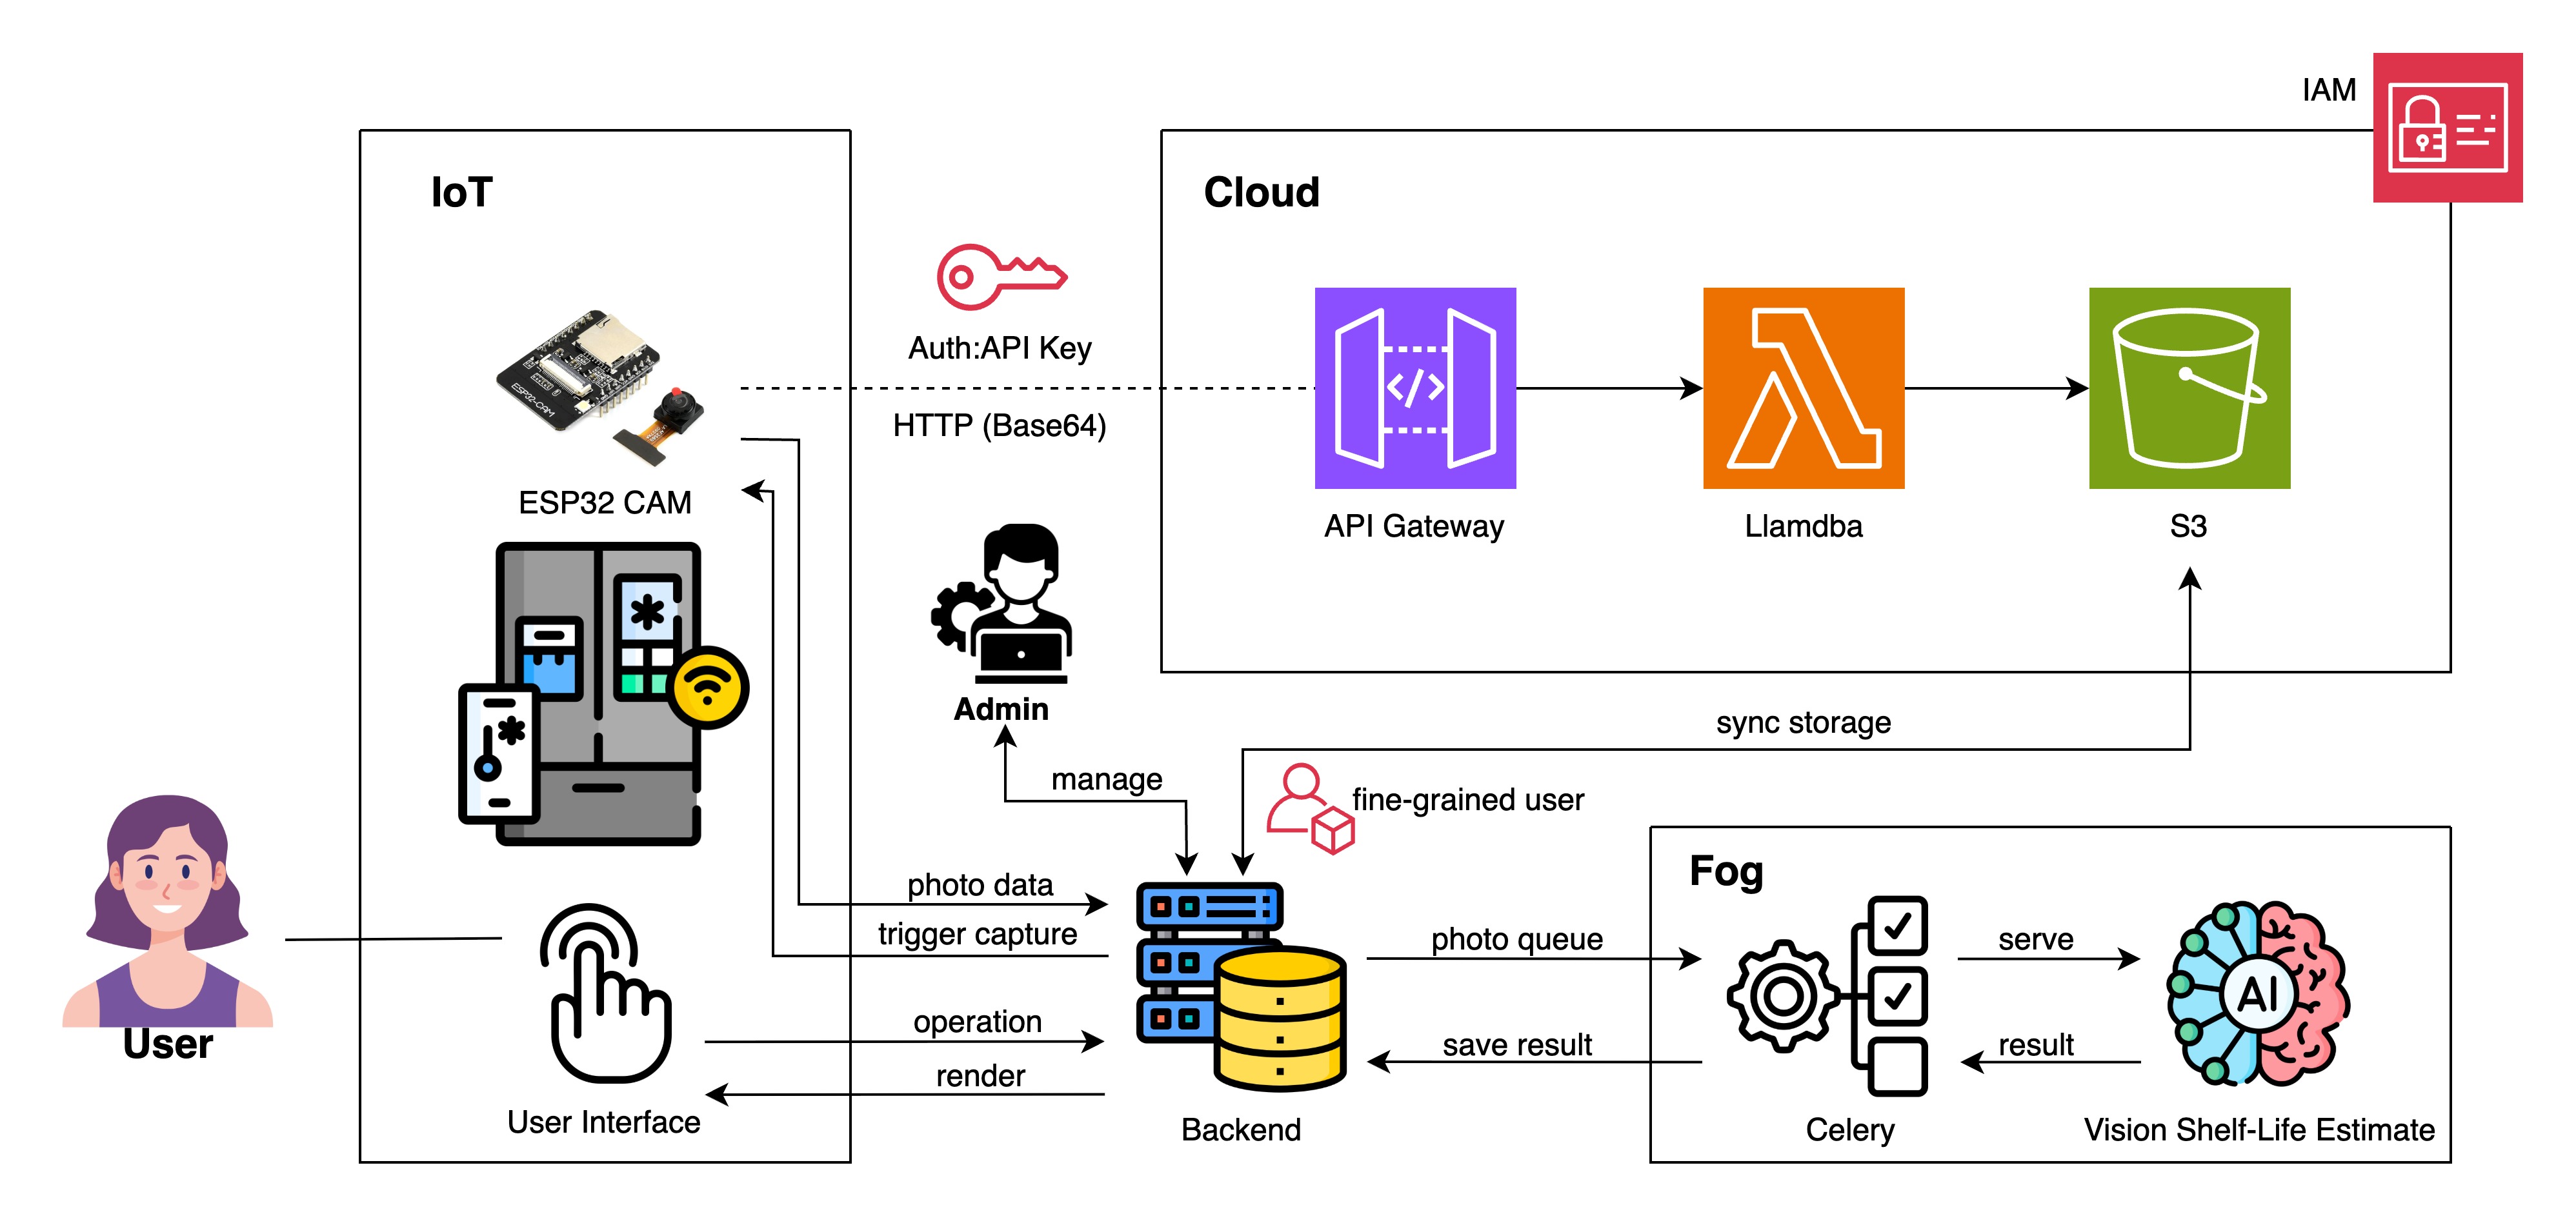 IAM
IoT
Cloud
Auth:API Key
HTTP (Base64)
ESP32-CAM
ESP32 CAM
API Gateway
Llamdba
S3
Admin
manage
sync storage
fine-grained user
Fog
photo data
trigger capture
photo queue
serve
AI
operation
save result
result
render
User
User Interface
Backend
Celery
Vision Shelf-Life Estimate